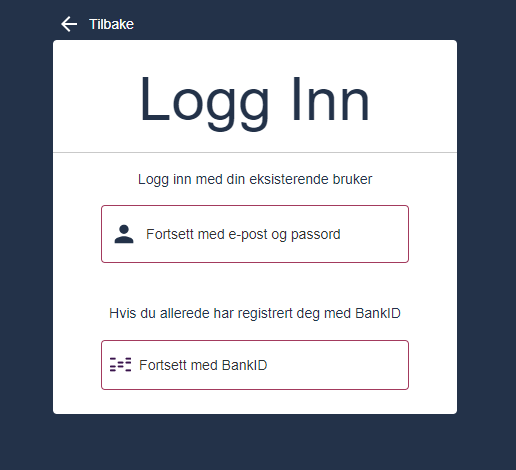 Tilbake
Logg Inn
Logg inn med din eksisterende bruker
Fortsett med e-post og passord
Hvis du allerede har registrert deg med BankID
Fortsett med BankID